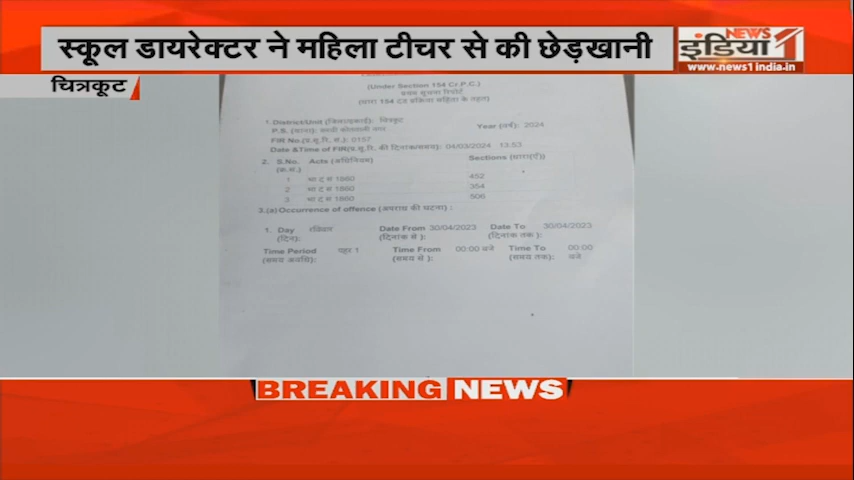 स्कूल डायरेक्टर ने महिला टीचर से की छेड़खानी
NEWS
इंडिया 1
www.news1india.in
चित्रकूट
(Under Section 154 Cr.P.C.)
प्रथम सूचना रिपोर्ट
(धारा 154 दंड प्रक्रिया संहिता के तहत)
1. District/Unit (जिला/इकाई): चित्रकूट
P.S. (थाना): Year (वर्ष): 2024
FIR No.(प्र.सू.रि. सं.): 0157
Date &Time of FIR(प्र.सू.रि. की दिनांक/समय): 04/03/2024 13:53
2. S.No. Acts (अधिनियम) Sections (धारा(एँ))
(क्र.सं.)
1 भा द सं 1860 452
2 भा द सं 1860 354
3 भा द सं 1860 506
3.(a) Occurrence of offence (अपराध की घटना) :
1. Day रविवार Date From 30/04/2023 Date To 30/04/2023
(दिन): (दिनांक से ): (दिनांक तक ):
Time Period पहर 1 Time From 00:00 बजे Time To 00:00
(समय अवधि): (समय से ): (समय तक): बजे
BREAKING NEWS